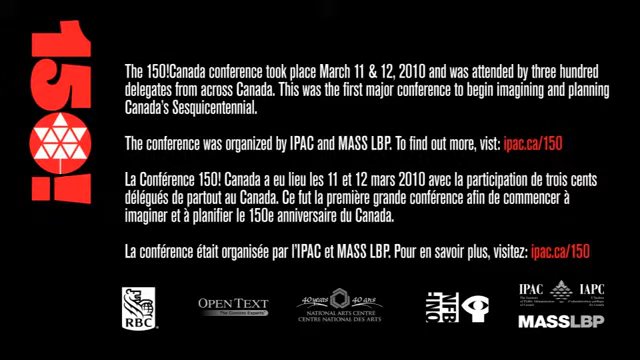 150!
The 150!Canada conference took place March 11 & 12, 2010 and was attended by three hundred
delegates from across Canada. This was the first major conference to begin imagining and planning
Canada's Sesquicentennial.
The conference was organized by IPAC and MASS LBP. To find out more, vist: ipac.ca/150
La Conférence 150! Canada a eu lieu les 11 et 12 mars 2010 avec la participation de trois cents
délégués de partout au Canada. Ce fut la première grande conférence afin de commencer à
imaginer et à planifier le 150e anniversaire du Canada.
La conférence était organisée par l'IPAC et MASS LBP. Pour en savoir plus, visitez: ipac.ca/150
RBC
OPEN TEXT
The Content Experts
40 years 40 ans
NATIONAL ARTS CENTRE
CENTRE NATIONAL DES ARTS
NFB
ONF
IPAC IAPC
MASSLBP